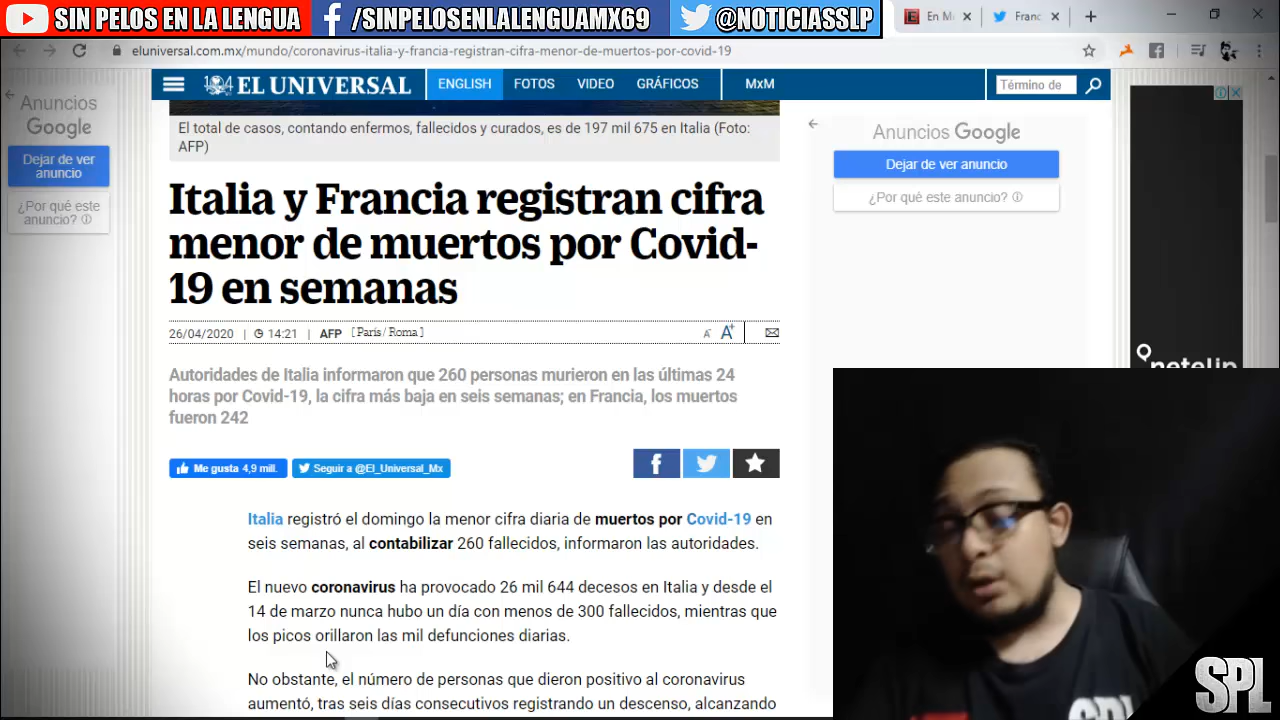 SIN PELOS EN LA LENGUA
/SINPELOSENLALENGUAMX69
@NOTICIASSLP
En M
Franc
eluniversal.com.mx/mundo/coronavirus-italia-y-francia-registran-cifra-menor-de-muertos-por-covid-19
104 EL UNIVERSAL
ENGLISH
FOTOS
VIDEO
GRÁFICOS
MxM
Término de
Anuncios
Google
Dejar de ver
anuncio
¿Por qué este
anuncio?
El total de casos, contando enfermos, fallecidos y curados, es de 197 mil 675 en Italia (Foto:
AFP)
Anuncios Google
Dejar de ver anuncio
¿Por qué este anuncio?
Italia y Francia registran cifra
menor de muertos por Covid-
19 en semanas
26/04/2020 | 14:21 | AFP [ París / Roma ]
A- A+
Autoridades de Italia informaron que 260 personas murieron en las últimas 24
horas por Covid-19, la cifra más baja en seis semanas; en Francia, los muertos
fueron 242
Me gusta 4,9 mill.
Seguir a @El_Universal_Mx
Italia registró el domingo la menor cifra diaria de muertos por Covid-19 en
seis semanas, al contabilizar 260 fallecidos, informaron las autoridades.
El nuevo coronavirus ha provocado 26 mil 644 decesos en Italia y desde el
14 de marzo nunca hubo un día con menos de 300 fallecidos, mientras que
los picos orillaron las mil defunciones diarias.
No obstante, el número de personas que dieron positivo al coronavirus
aumentó, tras seis días consecutivos registrando un descenso, alcanzando
netelip
SPL
SPL